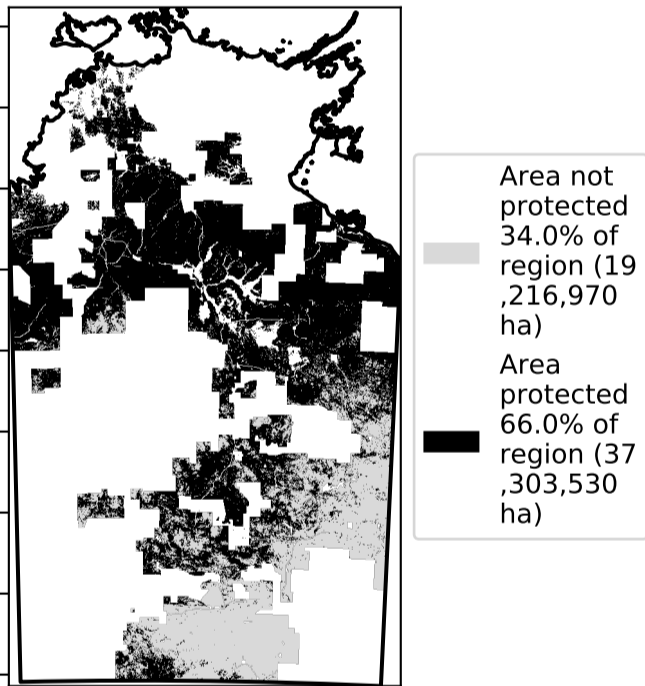 Area not
protected
34.0% of
region (19
,216,970
ha)
Area
protected
66.0% of
region (37
,303,530
ha)